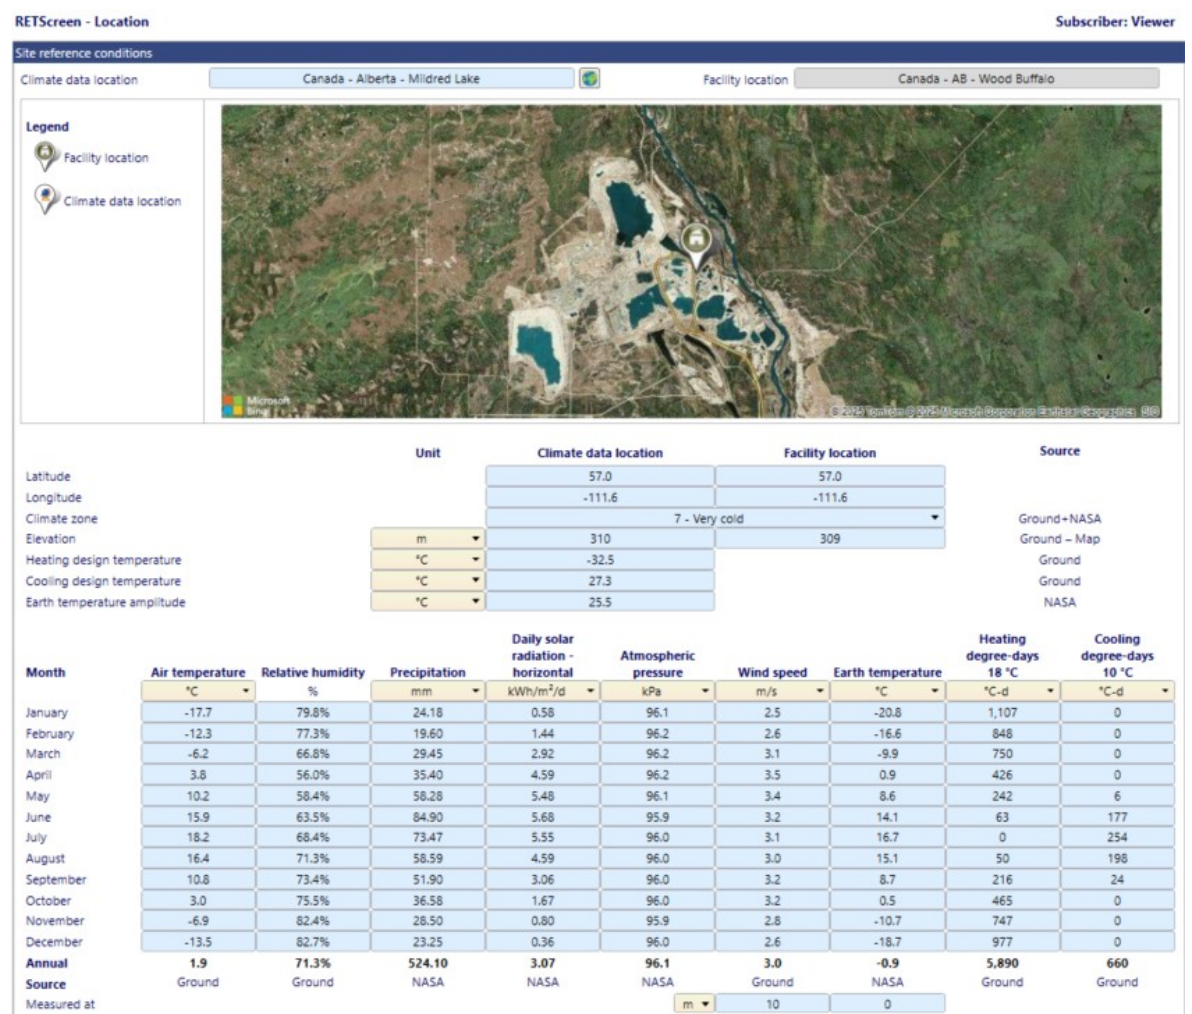 RETScreen - Location Subscriber: Viewer
Site reference conditions
Climate data location Canada - Alberta - Mildred Lake Facility location Canada - AB - Wood Buffalo
Legend
Facility location
Climate data location
Microsoft
Bing
© 2025 TomTom © 2025 Microsoft Corporation Earthstar Geographics SIO
Unit Climate data location Facility location Source
Latitude 57.0 57.0
Longitude -111.6 -111.6
Climate zone 7 - Very cold Ground+NASA
Elevation m 310 309 Ground – Map
Heating design temperature °C -32.5 Ground
Cooling design temperature °C 27.3 Ground
Earth temperature amplitude °C 25.5 NASA
Daily solar Heating Cooling
radiation - Atmospheric degree-days degree-days
Month Air temperature Relative humidity Precipitation horizontal pressure Wind speed Earth temperature 18 °C 10 °C
°C % mm kWh/m²/d kPa m/s °C °C-d °C-d
January -17.7 79.8% 24.18 0.58 96.1 2.5 -20.8 1,107 0
February -12.3 77.3% 19.60 1.44 96.2 2.6 -16.6 848 0
March -6.2 66.8% 29.45 2.92 96.2 3.1 -9.9 750 0
April 3.8 56.0% 35.40 4.59 96.2 3.5 0.9 426 0
May 10.2 58.4% 58.28 5.48 96.1 3.4 8.6 242 6
June 15.9 63.5% 84.90 5.68 95.9 3.2 14.1 63 177
July 18.2 68.4% 73.47 5.55 96.0 3.1 16.7 0 254
August 16.4 71.3% 58.59 4.59 96.0 3.0 15.1 50 198
September 10.8 73.4% 51.90 3.06 96.0 3.2 8.7 216 24
October 3.0 75.5% 36.58 1.67 96.0 3.2 0.5 465 0
November -6.9 82.4% 28.50 0.80 95.9 2.8 -10.7 747 0
December -13.5 82.7% 23.25 0.36 96.0 2.6 -18.7 977 0
Annual 1.9 71.3% 524.10 3.07 96.1 3.0 -0.9 5,890 660
Source Ground Ground NASA NASA NASA Ground NASA Ground Ground
Measured at m 10 0